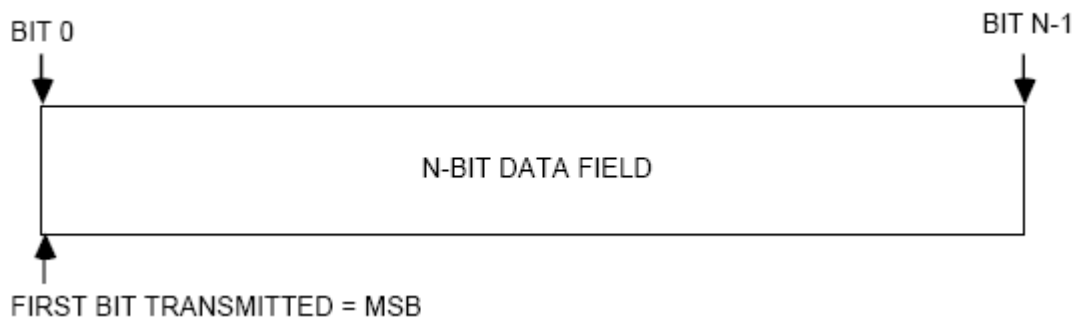 BIT 0
BIT N-1
N-BIT DATA FIELD
FIRST BIT TRANSMITTED = MSB